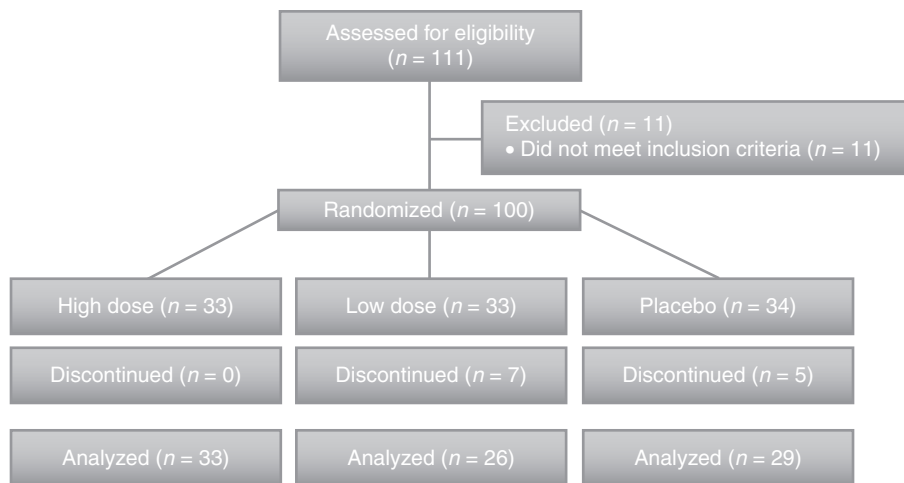 Assessed for eligibility
(n = 111)
Excluded (n = 11)
• Did not meet inclusion criteria (n = 11)
Randomized (n = 100)
High dose (n = 33)
Low dose (n = 33)
Placebo (n = 34)
Discontinued (n = 0)
Discontinued (n = 7)
Discontinued (n = 5)
Analyzed (n = 33)
Analyzed (n = 26)
Analyzed (n = 29)